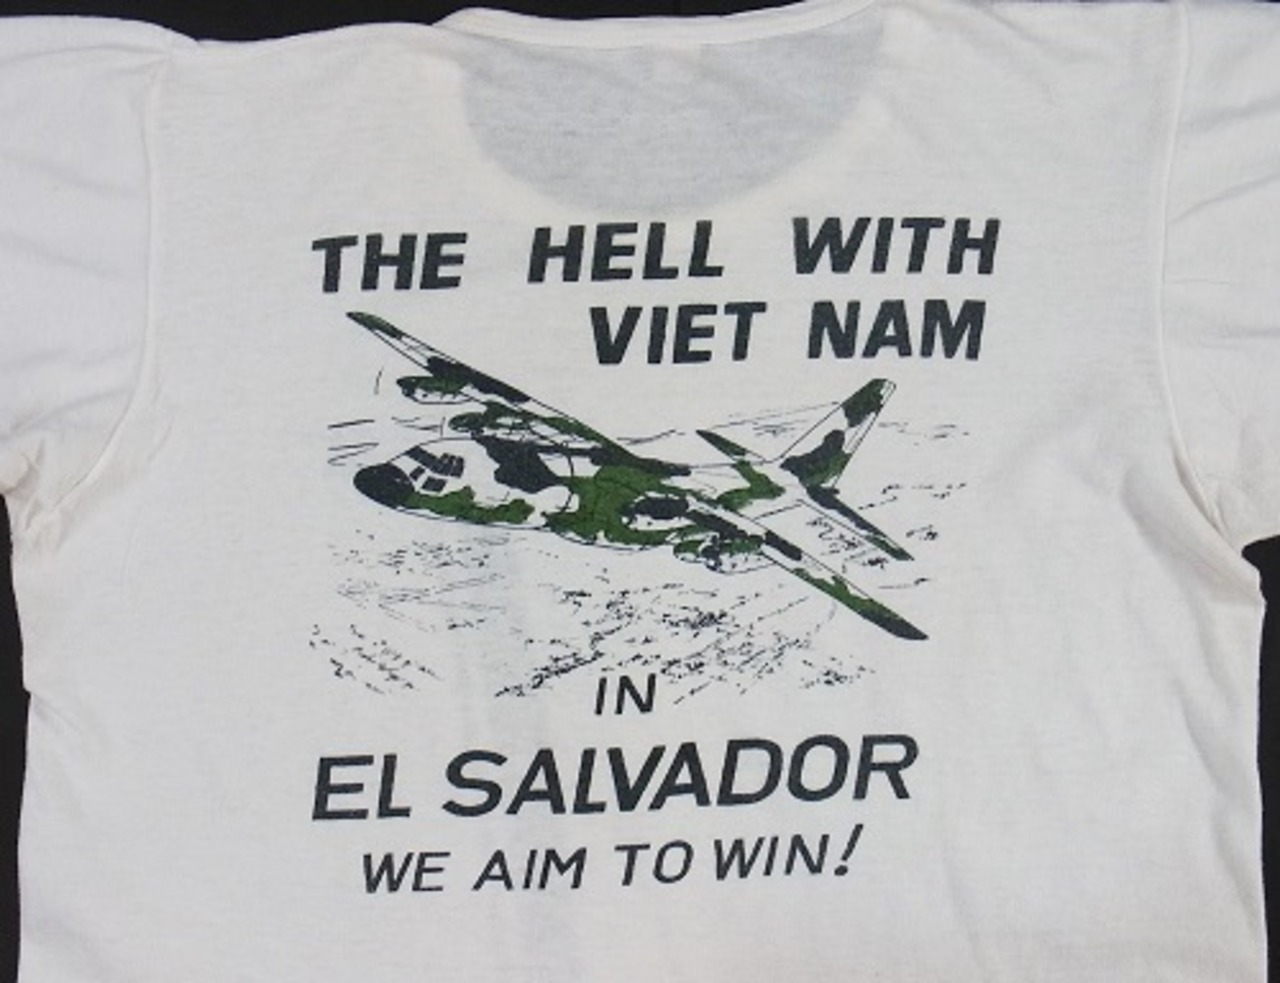 THE HELL WITH
VIET NAM
IN
EL SALVADOR
WE AIM TO WIN!